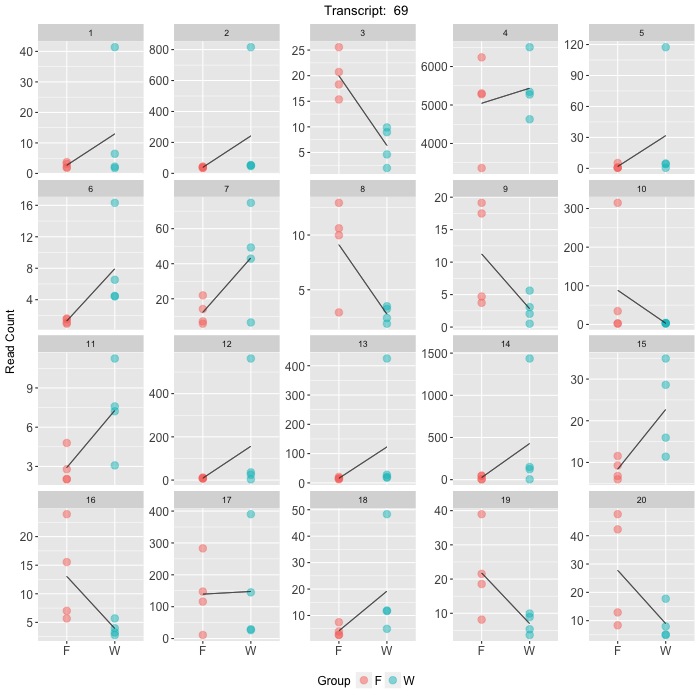 Transcript: 69
1 2 3 4 5
40 30 20 10 0
800 600 400 200 0
25 20 15 10 5
6000 5000 4000
120 90 60 30 0
6 7 8 9 10
16 12 8 4
60 40 20
10 5
20 15 10 5 0
300 200 100 0
Read Count
11 12 13 14 15
9 6 3
400 200 0
400 300 200 100 0
1500 1000 500 0
30 20 10
16 17 18 19 20
20 15 10 5
400 300 200 100 0
50 40 30 20 10
40 30 20 10
40 30 20 10
F W F W F W F W F W
Group F W